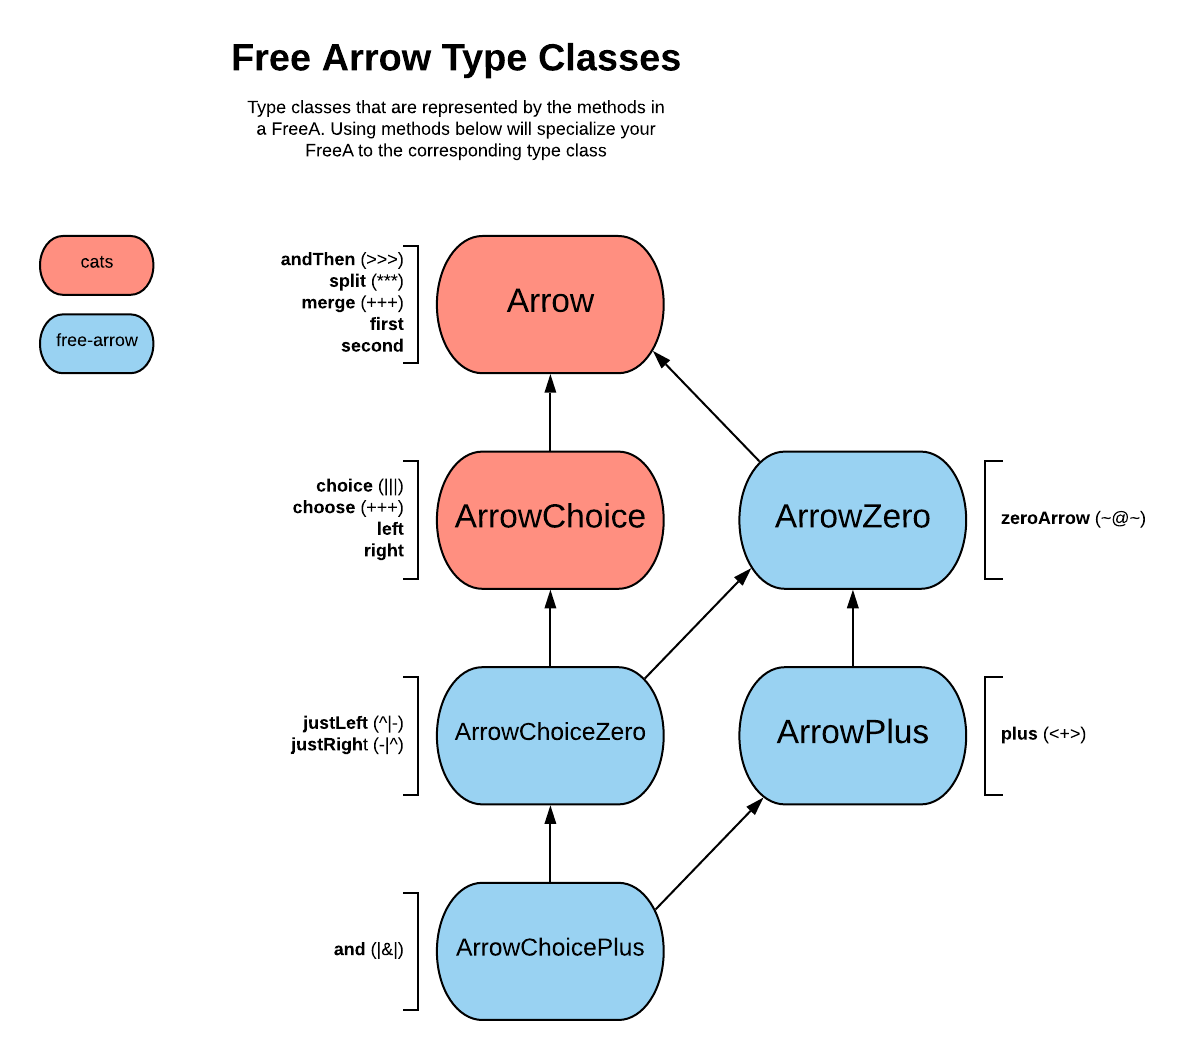 Free Arrow Type Classes
Type classes that are represented by the methods in
a FreeA. Using methods below will specialize your
FreeA to the corresponding type class
cats
free-arrow
andThen (>>>)
split (***)
merge (+++)
first
second
Arrow
choice (|||)
choose (+++)
left
right
ArrowChoice
ArrowZero
zeroArrow (~@~)
justLeft (^|-)
justRight (-|^)
ArrowChoiceZero
ArrowPlus
plus (<+>)
and (|&|)
ArrowChoicePlus